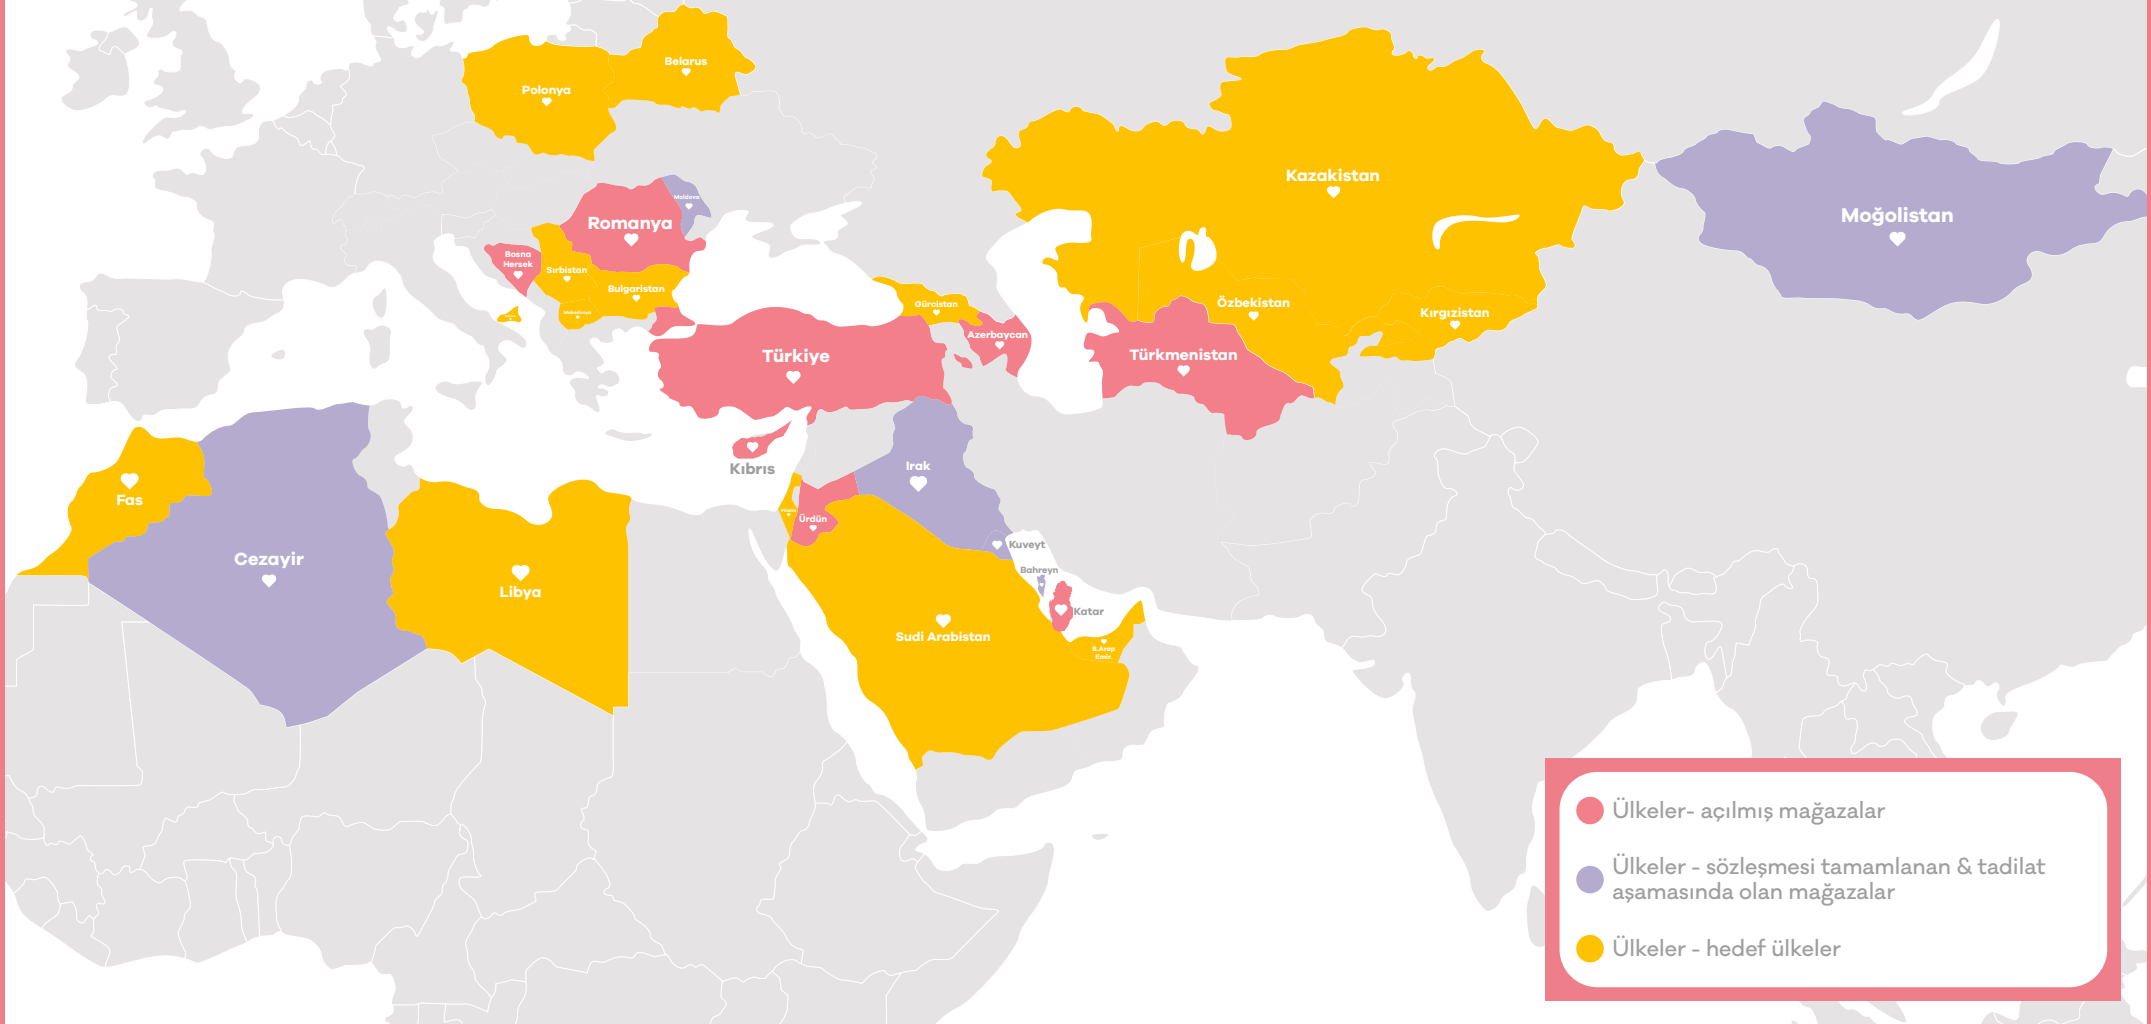 Belarus
Polonya
Kazakistan
Moldova
Moğolistan
Romanya
Bosna
Hersek
Sırbistan
Bulgaristan
Makedonya
Gürcistan
Özbekistan
Kırgızistan
Azerbaycan
Türkiye
Türkmenistan
Kıbrıs
Irak
Fas
Ürdün
Cezayir
Kuveyt
Bahreyn
Libya
Katar
Sudi Arabistan
B.Arap
Emir.
Ülkeler- açılmış mağazalar
Ülkeler - sözleşmesi tamamlanan & tadilat
aşamasında olan mağazalar
Ülkeler - hedef ülkeler